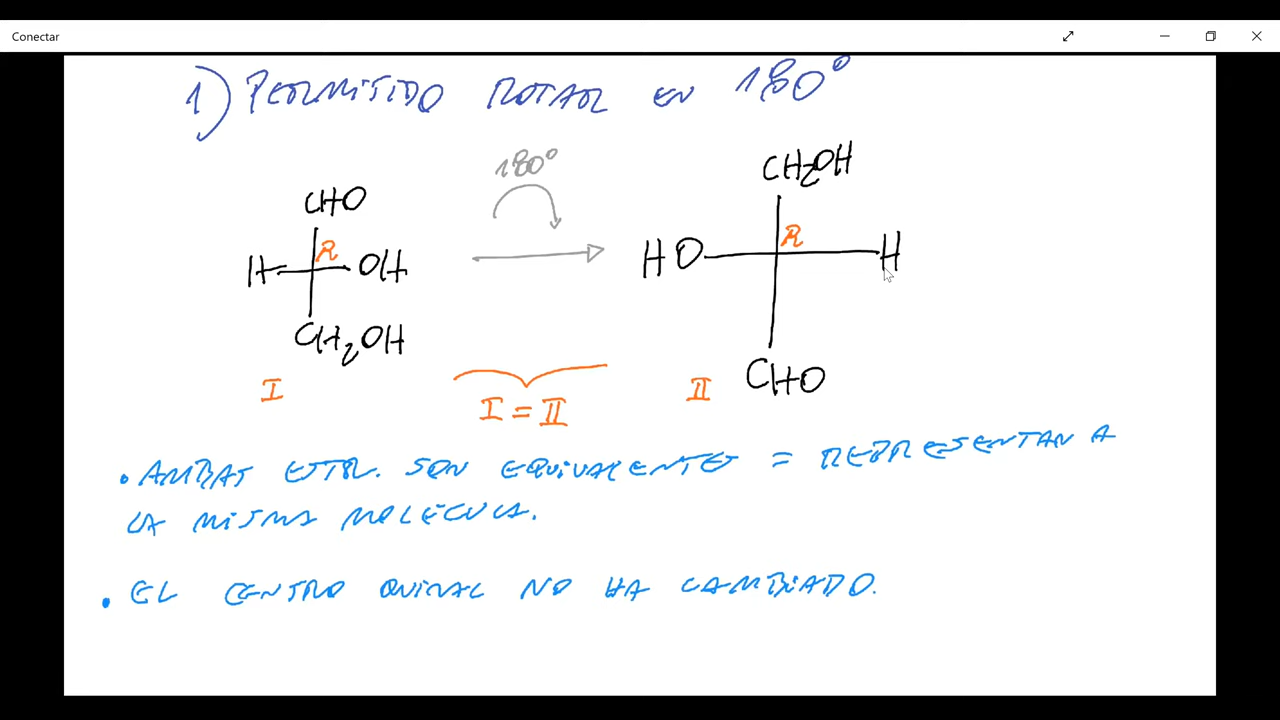 Conectar
1) PERMITIDO ROTAR EN 180°
180°
CHO
CH2OH
R
R
H
OH
HO
H
CH2OH
CHO
I
I = II
II
• AMBAS ESTR. SON EQUIVALENTES = REPRESENTAN A
LA MISMA MOLÉCULA.
• EL CENTRO QUIRAL NO HA CAMBIADO.